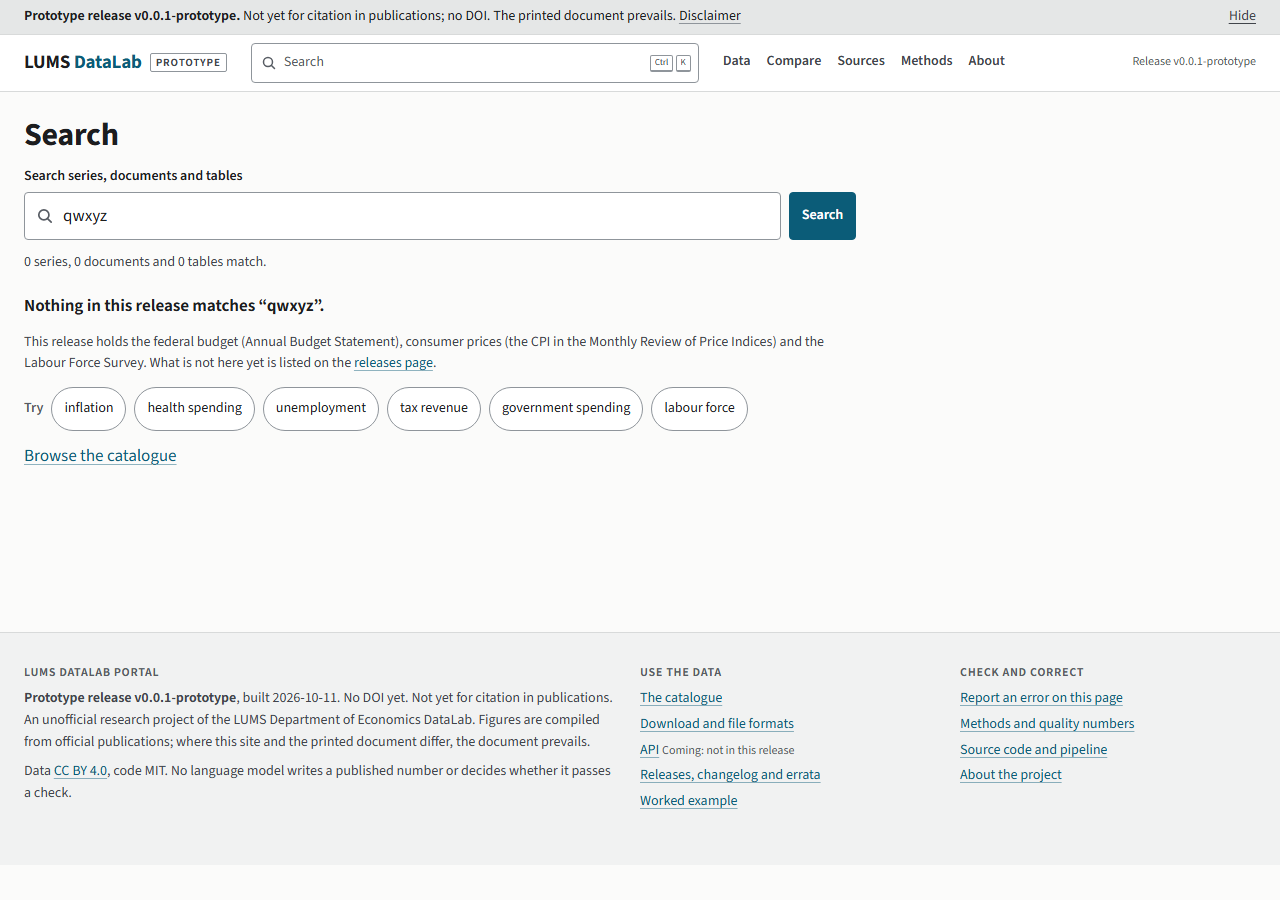 Prototype release v0.0.1-prototype. Not yet for citation in publications; no DOI. The printed document prevails. Disclaimer
Hide
LUMS DataLab PROTOTYPE
Search
Ctrl K
Data Compare Sources Methods About
Release v0.0.1-prototype
Search
Search series, documents and tables
qwxyz
Search
0 series, 0 documents and 0 tables match.
Nothing in this release matches “qwxyz”.
This release holds the federal budget (Annual Budget Statement), consumer prices (the CPI in the Monthly Review of Price Indices) and the
Labour Force Survey. What is not here yet is listed on the releases page.
Try inflation health spending unemployment tax revenue government spending labour force
Browse the catalogue
LUMS DATALAB PORTAL
Prototype release v0.0.1-prototype, built 2026-10-11. No DOI yet. Not yet for citation in publications.
An unofficial research project of the LUMS Department of Economics DataLab. Figures are compiled
from official publications; where this site and the printed document differ, the document prevails.
Data CC BY 4.0, code MIT. No language model writes a published number or decides whether it passes
a check.
USE THE DATA
The catalogue
Download and file formats
API Coming: not in this release
Releases, changelog and errata
Worked example
CHECK AND CORRECT
Report an error on this page
Methods and quality numbers
Source code and pipeline
About the project